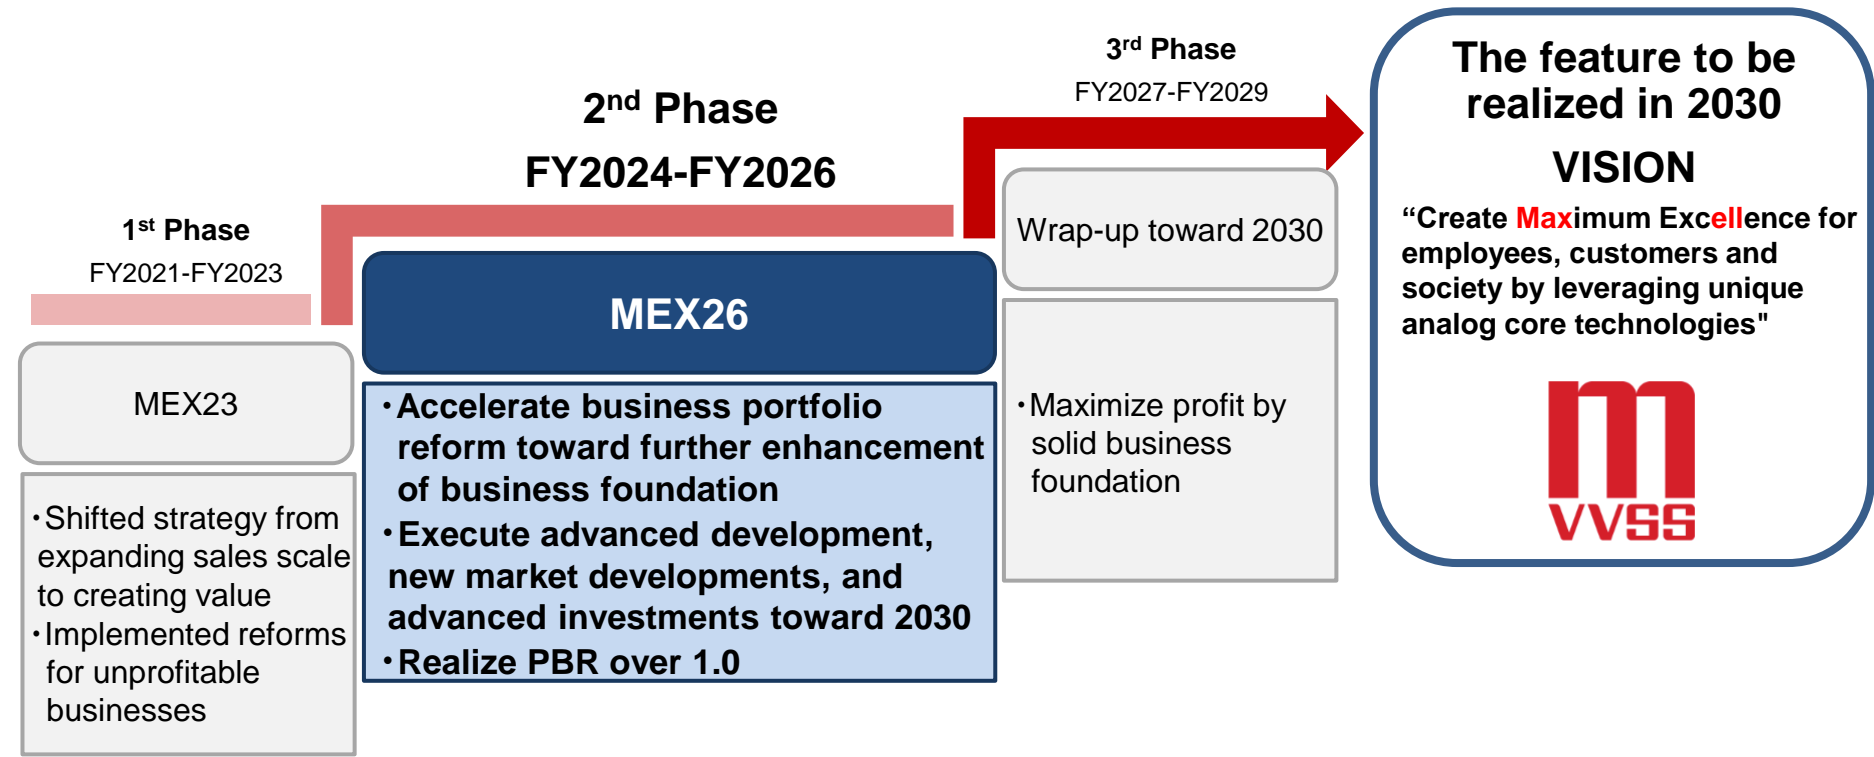 1st Phase
FY2021-FY2023
MEX23
・Shifted strategy from
expanding sales scale
to creating value
・Implemented reforms
for unprofitable
businesses
2nd Phase
FY2024-FY2026
MEX26
・Accelerate business portfolio
reform toward further enhancement
of business foundation
・Execute advanced development,
new market developments, and
advanced investments toward 2030
・Realize PBR over 1.0
3rd Phase
FY2027-FY2029
Wrap-up toward 2030
・Maximize profit by
solid business
foundation
The feature to be
realized in 2030
VISION
“Create Maximum Excellence for
employees, customers and
society by leveraging unique
analog core technologies"
m
VVSS